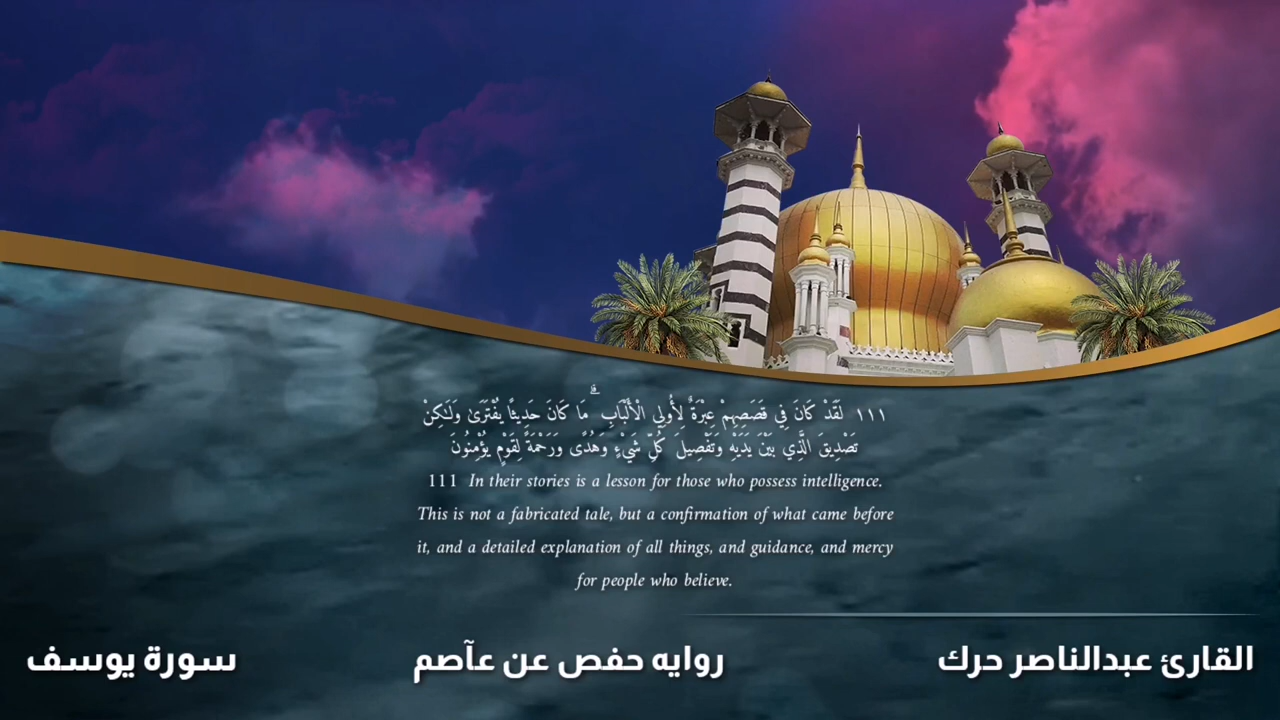 ١١١ لَقَدْ كَانَ فِي قَصَصِهِمْ عِبْرَةٌ لِأُولِي الْأَلْبَابِ ۗ مَا كَانَ حَدِيثًا يُفْتَرَىٰ وَلَٰكِنْ
تَصْدِيقَ الَّذِي بَيْنَ يَدَيْهِ وَتَفْصِيلَ كُلِّ شَيْءٍ وَهُدًى وَرَحْمَةً لِقَوْمٍ يُؤْمِنُونَ
111 In their stories is a lesson for those who possess intelligence.
This is not a fabricated tale, but a confirmation of what came before
it, and a detailed explanation of all things, and guidance, and mercy
for people who believe.
القارئ عبدالناصر حرك
روايه حفص عن عآصم
سورة يوسف